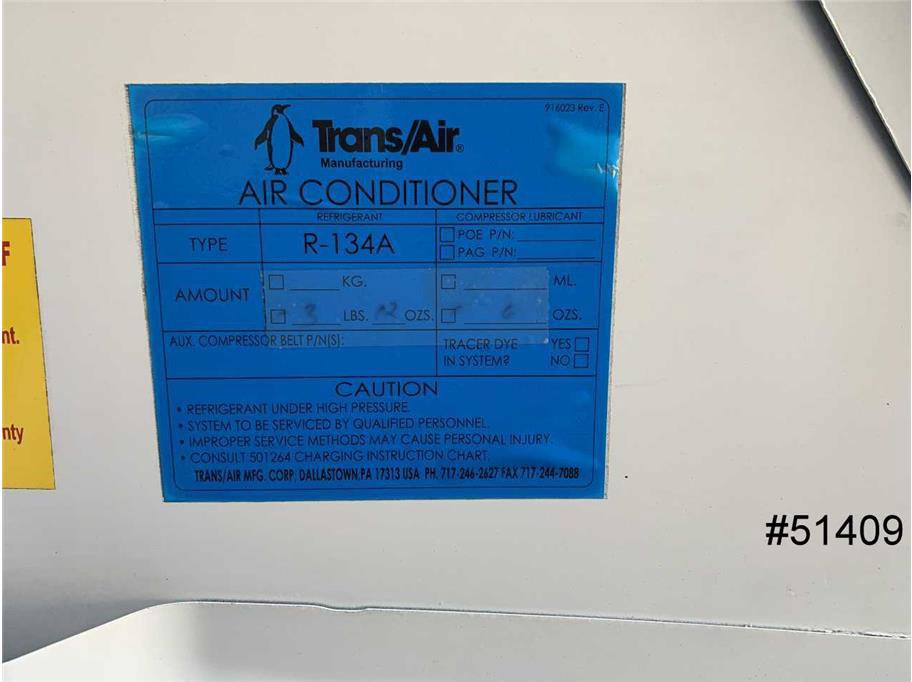 916023 Rev. E
Trans/Air®
Manufacturing
AIR CONDITIONER
REFRIGERANT COMPRESSOR LUBRICANT
TYPE R-134A POE P/N:
PAG P/N:
AMOUNT KG. ML.
3 LBS. OZS. OZS.
AUX. COMPRESSOR BELT P/N(S): TRACER DYE YES
IN SYSTEM? NO
CAUTION
• REFRIGERANT UNDER HIGH PRESSURE.
• SYSTEM TO BE SERVICED BY QUALIFIED PERSONNEL.
• IMPROPER SERVICE METHODS MAY CAUSE PERSONAL INJURY.
• CONSULT 501264 CHARGING INSTRUCTION CHART.
TRANS/AIR MFG. CORP, DALLASTOWN, PA 17313 USA PH. 717-246-2627 FAX 717-244-7088
F
nt.
nty
#51409